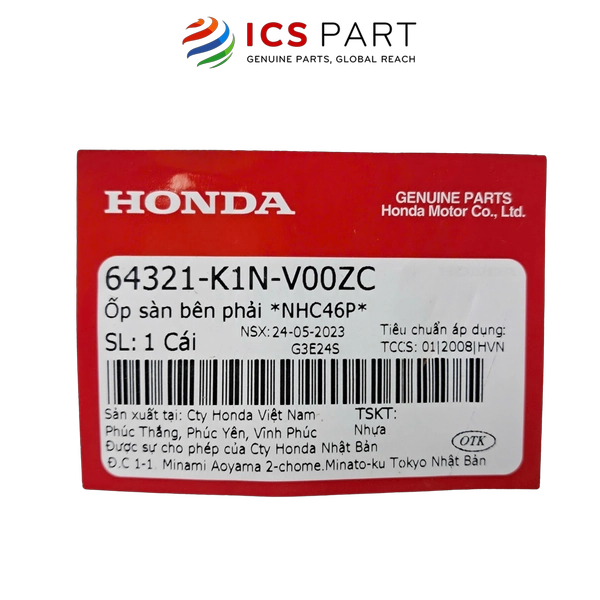 ICS PART
GENUINE PARTS, GLOBAL REACH
HONDA
GENUINE PARTS
Honda Motor Co., Ltd.
64321-K1N-V00ZC
Ốp sàn bên phải *NHC46P*
SL: 1 Cái
NSX: 24-05-2023
G3E24S
Tiêu chuẩn áp dụng:
TCCS: 01|2008|HVN
Sản xuất tại: Cty Honda Việt Nam
TSKT:
Phúc Thắng, Phúc Yên, Vĩnh Phúc
Nhựa
Được sự cho phép của Cty Honda Nhật Bản
OTK
Đ.C 1-1. Minami Aoyama 2-chome.Minato-ku Tokyo Nhật Bản